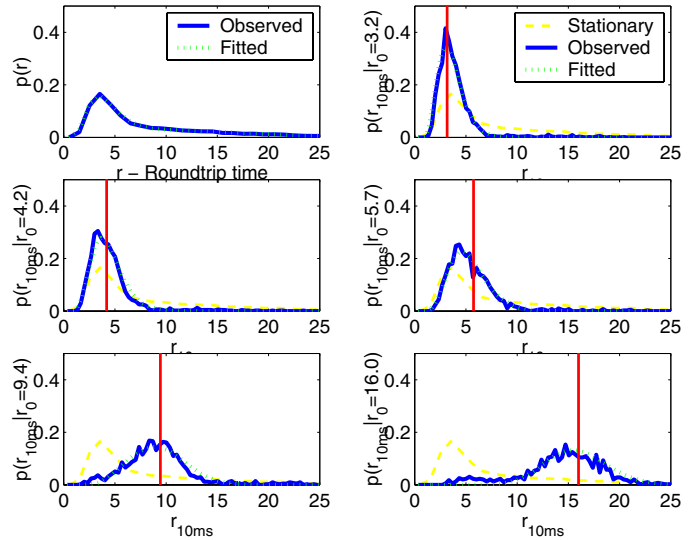 0.4
0.2
0
p(r)
Observed
Fitted
0 5 10 15 20 25
r − Roundtrip time
0.4
0.2
0
p(r10ms|r0=3.2)
Stationary
Observed
Fitted
0 5 10 15 20 25
0.4
0.2
0
p(r10ms|r0=4.2)
0 5 10 15 20 25
0.4
0.2
0
p(r10ms|r0=5.7)
0 5 10 15 20 25
0.4
0.2
0
p(r10ms|r0=9.4)
0 5 10 15 20 25
r10ms
0.4
0.2
0
p(r10ms|r0=16.0)
0 5 10 15 20 25
r10ms